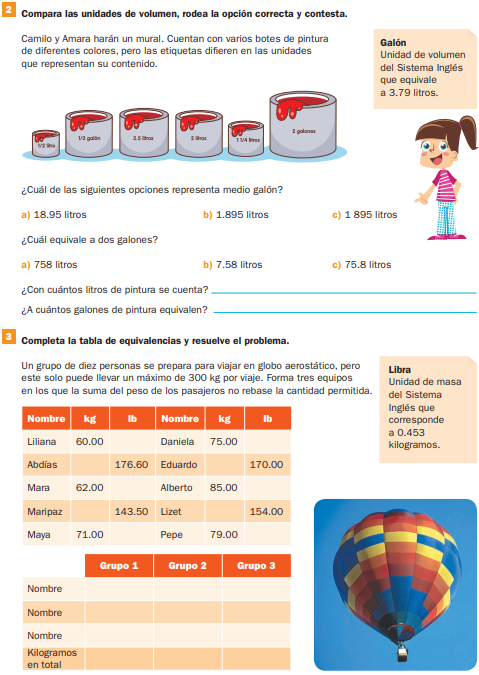 2 Compara las unidades de volumen, rodea la opción correcta y contesta.
Camilo y Amara harán un mural. Cuentan con varios botes de pintura
de diferentes colores, pero las etiquetas difieren en las unidades
que representan su contenido.
Galón
Unidad de volumen
del Sistema Inglés
que equivale
a 3.79 litros.
1/2 litro
1/2 galón
2.5 litros
2 litros
1 1/4 litros
2 galones
¿Cuál de las siguientes opciones representa medio galón?
a) 18.95 litros b) 1.895 litros c) 1 895 litros
¿Cuál equivale a dos galones?
a) 758 litros b) 7.58 litros c) 75.8 litros
¿Con cuántos litros de pintura se cuenta?
¿A cuántos galones de pintura equivalen?
3 Completa la tabla de equivalencias y resuelve el problema.
Un grupo de diez personas se prepara para viajar en globo aerostático, pero
este solo puede llevar un máximo de 300 kg por viaje. Forma tres equipos
en los que la suma del peso de los pasajeros no rebase la cantidad permitida.
Libra
Unidad de masa
del Sistema
Inglés que
corresponde
a 0.453
kilogramos.
Nombre kg lb Nombre kg lb
Liliana 60.00 Daniela 75.00
Abdías 176.60 Eduardo 170.00
Mara 62.00 Alberto 85.00
Maripaz 143.50 Lizet 154.00
Maya 71.00 Pepe 79.00
Grupo 1 Grupo 2 Grupo 3
Nombre
Nombre
Nombre
Kilogramos
en total